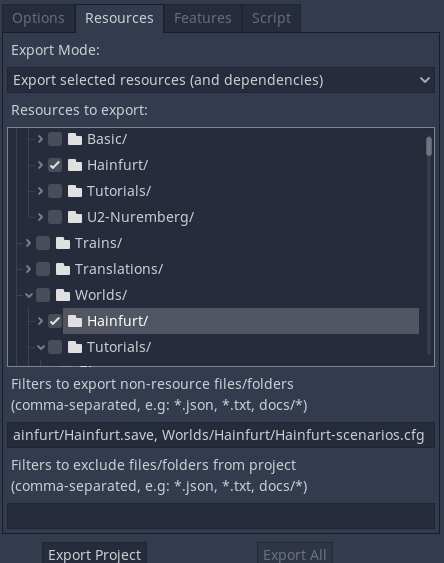 Options Resources Features Script
Export Mode:
Export selected resources (and dependencies)
Resources to export:
Basic/
Hainfurt/
Tutorials/
U2-Nuremberg/
Trains/
Translations/
Worlds/
Hainfurt/
Tutorials/
Filters to export non-resource files/folders
(comma-separated, e.g: *.json, *.txt, docs/*)
ainfurt/Hainfurt.save, Worlds/Hainfurt/Hainfurt-scenarios.cfg
Filters to exclude files/folders from project
(comma-separated, e.g: *.json, *.txt, docs/*)
Export Project Export All